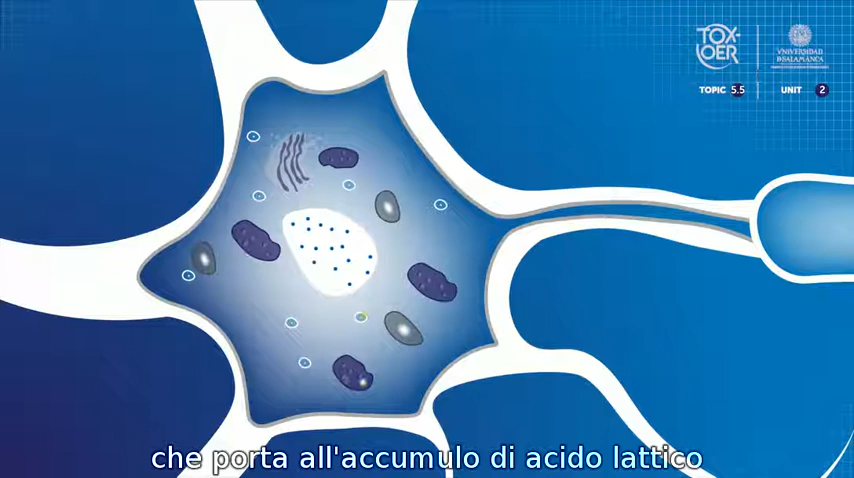 TOX-
OER
VNIVERSIDAD
DSALAMANCA
TOPIC 5.5
UNIT 2
che porta all'accumulo di acido lattico